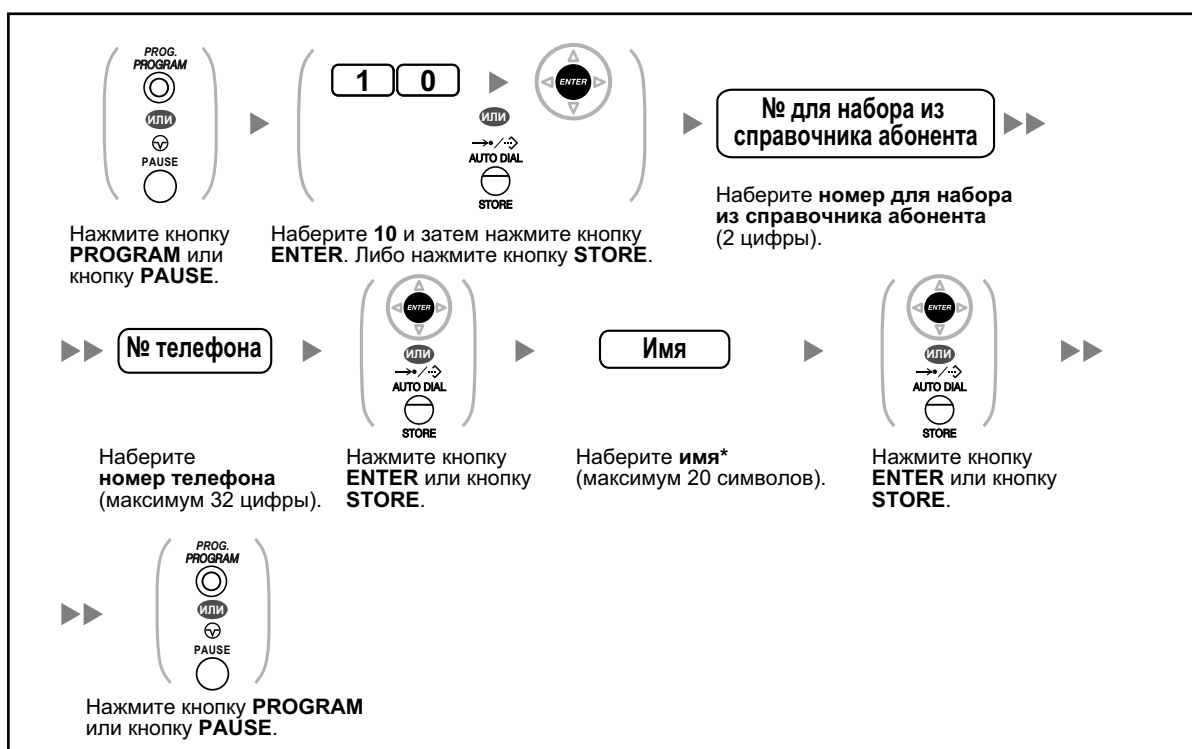 PROG.
PROGRAM
ИЛИ
PAUSE
Нажмите кнопку
PROGRAM или
кнопку PAUSE.
1 0
ENTER
ИЛИ
AUTO DIAL
STORE
Наберите 10 и затем нажмите кнопку
ENTER. Либо нажмите кнопку STORE.
№ для набора из
справочника абонента
Наберите номер для набора
из справочника абонента
(2 цифры).
№ телефона
Наберите
номер телефона
(максимум 32 цифры).
ENTER
ИЛИ
AUTO DIAL
STORE
Нажмите кнопку
ENTER или кнопку
STORE.
Имя
Наберите имя*
(максимум 20 символов).
ENTER
ИЛИ
AUTO DIAL
STORE
Нажмите кнопку
ENTER или кнопку
STORE.
PROG.
PROGRAM
ИЛИ
PAUSE
Нажмите кнопку PROGRAM
или кнопку PAUSE.